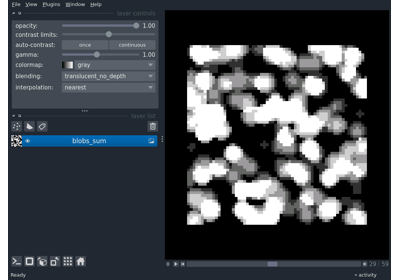 File View Plugins Window Help
layer controls
opacity: 1.00
contrast limits:
auto-contrast: once continuous
gamma: 1.00
colormap: gray
blending: translucent_no_depth
interpolation: nearest
layer list
blobs_sum
29 59
Ready
activity